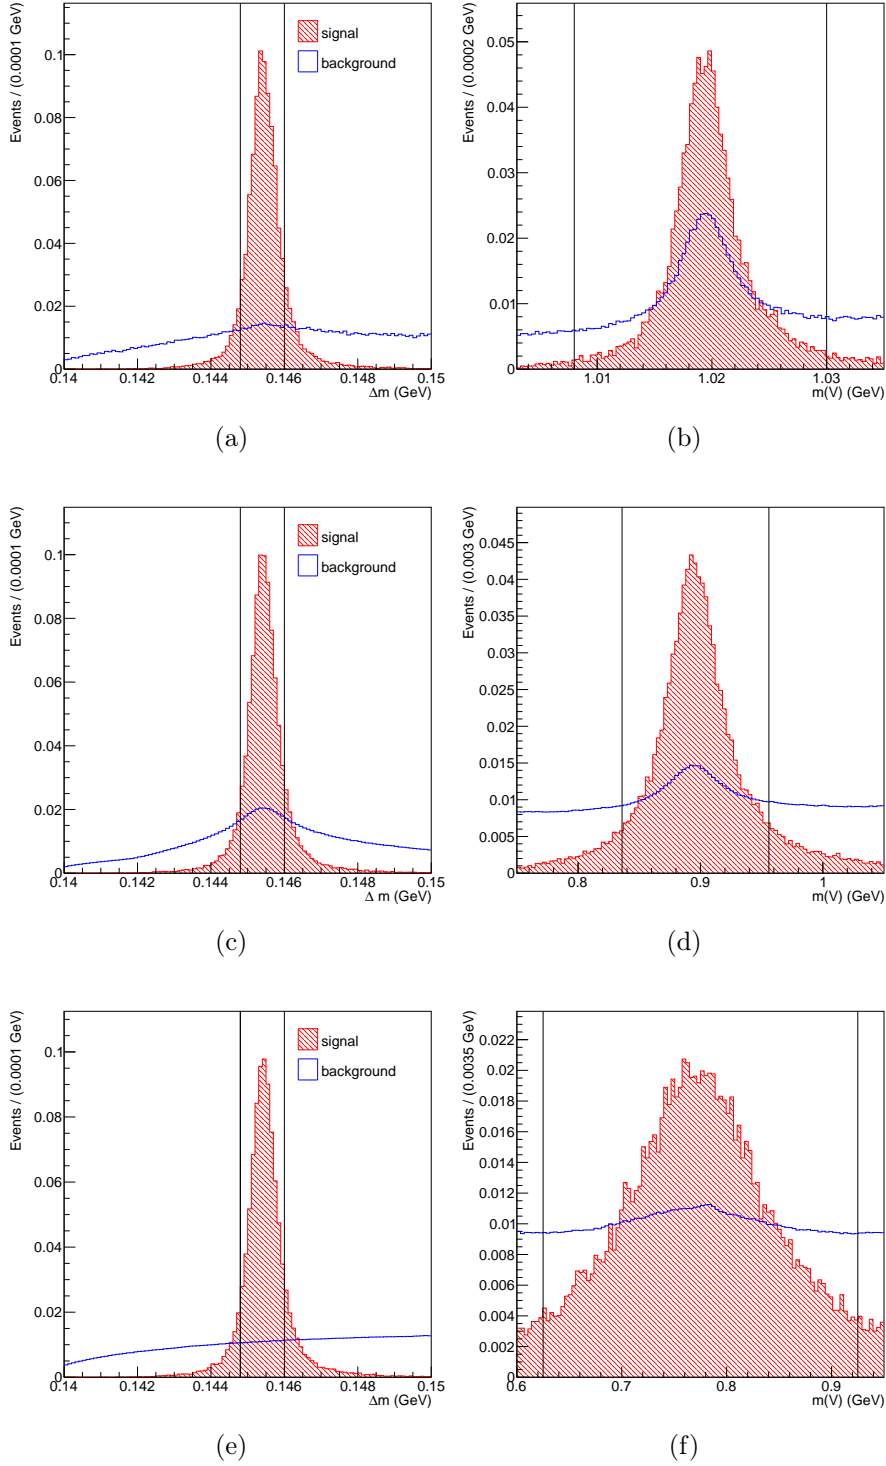 Events / (0.0001 GeV)
0.1
0.08
0.06
0.04
0.02
0
signal
background
0.14 0.142 0.144 0.146 0.148 0.15
Δm (GeV)
(a)
Events / (0.0002 GeV)
0.05
0.04
0.03
0.02
0.01
0
1.01 1.02 1.03
m(V) (GeV)
(b)
Events / (0.0001 GeV)
0.1
0.08
0.06
0.04
0.02
0
signal
background
0.14 0.142 0.144 0.146 0.148 0.15
Δ m (GeV)
(c)
Events / (0.003 GeV)
0.045
0.04
0.035
0.03
0.025
0.02
0.015
0.01
0.005
0
0.8 0.9 1
m(V) (GeV)
(d)
Events / (0.0001 GeV)
0.1
0.08
0.06
0.04
0.02
0
signal
background
0.14 0.142 0.144 0.146 0.148 0.15
Δm (GeV)
(e)
Events / (0.0035 GeV)
0.022
0.02
0.018
0.016
0.014
0.012
0.01
0.008
0.006
0.004
0.002
0
0.6 0.7 0.8 0.9
m(V) (GeV)
(f)